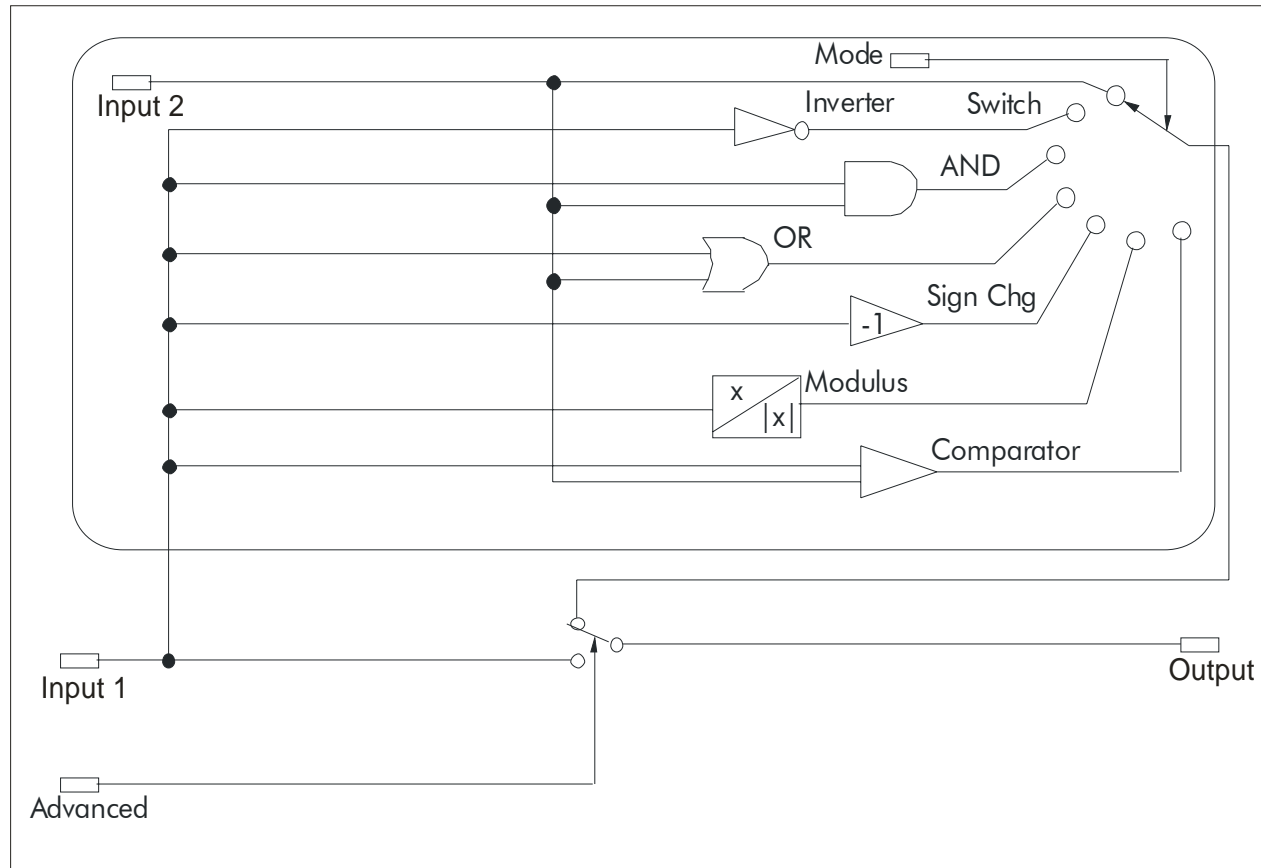 Mode
Input 2
Inverter
Switch
AND
OR
Sign Chg
-1
x
|x|
Modulus
Comparator
Input 1
Output
Advanced